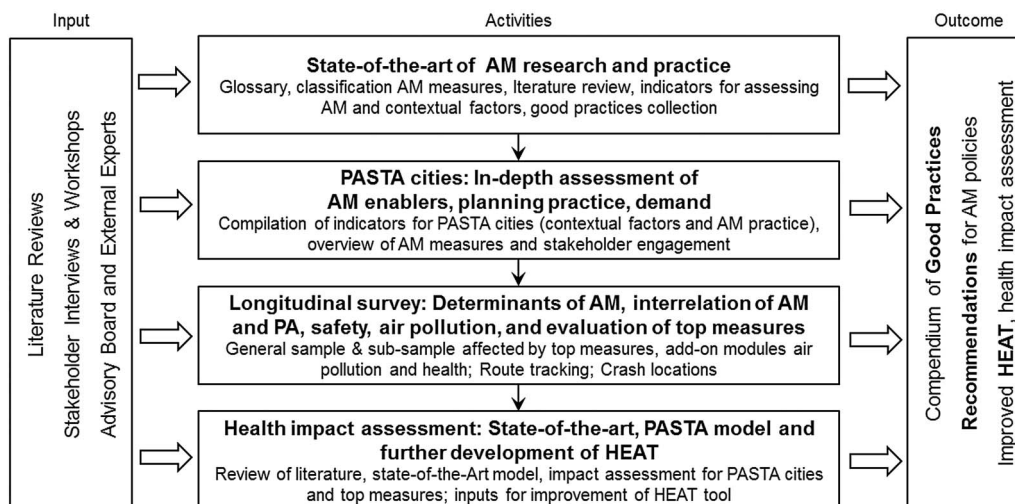 Input
Activities
Outcome
Literature Reviews
Stakeholder Interviews & Workshops
Advisory Board and External Experts
State-of-the-art of AM research and practice
Glossary, classification AM measures, literature review, indicators for assessing
AM and contextual factors, good practices collection
PASTA cities: In-depth assessment of
AM enablers, planning practice, demand
Compilation of indicators for PASTA cities (contextual factors and AM practice),
overview of AM measures and stakeholder engagement
Longitudinal survey: Determinants of AM, interrelation of AM
and PA, safety, air pollution, and evaluation of top measures
General sample & sub-sample affected by top measures, add-on modules air
pollution and health; Route tracking; Crash locations
Health impact assessment: State-of-the-art, PASTA model and
further development of HEAT
Review of literature, state-of-the-Art model, impact assessment for PASTA cities
and top measures; inputs for improvement of HEAT tool
Compendium of Good Practices
Recommendations for AM policies
Improved HEAT, health impact assessment